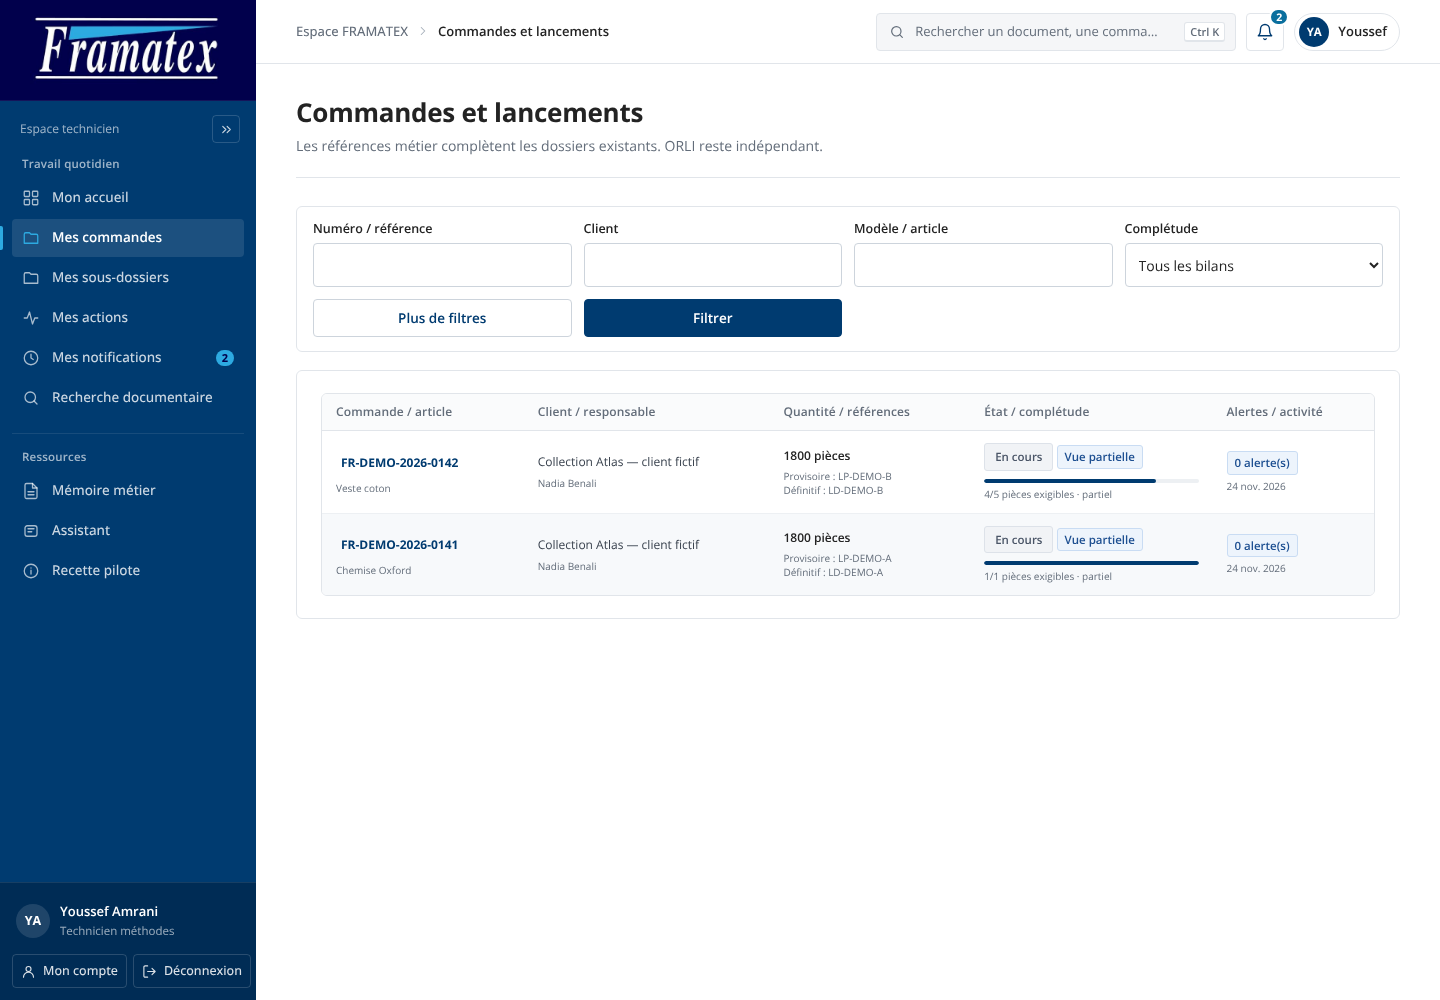 Framatex
Espace FRAMATEX
Commandes et lancements
Rechercher un document, une comma...
Ctrl K
2
YA
Youssef
Espace technicien
Travail quotidien
Mon accueil
Mes commandes
Mes sous-dossiers
Mes actions
Mes notifications
2
Recherche documentaire
Ressources
Mémoire métier
Assistant
Recette pilote
YA
Youssef Amrani
Technicien méthodes
Mon compte
Déconnexion
Commandes et lancements
Les références métier complètent les dossiers existants. ORLI reste indépendant.
Numéro / référence
Client
Modèle / article
Complétude
Tous les bilans
Plus de filtres
Filtrer
Commande / article
Client / responsable
Quantité / références
État / complétude
Alertes / activité
FR-DEMO-2026-0142
Veste coton
Collection Atlas — client fictif
Nadia Benali
1800 pièces
Provisoire : LP-DEMO-B
Définitif : LD-DEMO-B
En cours
Vue partielle
4/5 pièces exigibles · partiel
0 alerte(s)
24 nov. 2026
FR-DEMO-2026-0141
Chemise Oxford
Collection Atlas — client fictif
Nadia Benali
1800 pièces
Provisoire : LP-DEMO-A
Définitif : LD-DEMO-A
En cours
Vue partielle
1/1 pièces exigibles · partiel
0 alerte(s)
24 nov. 2026